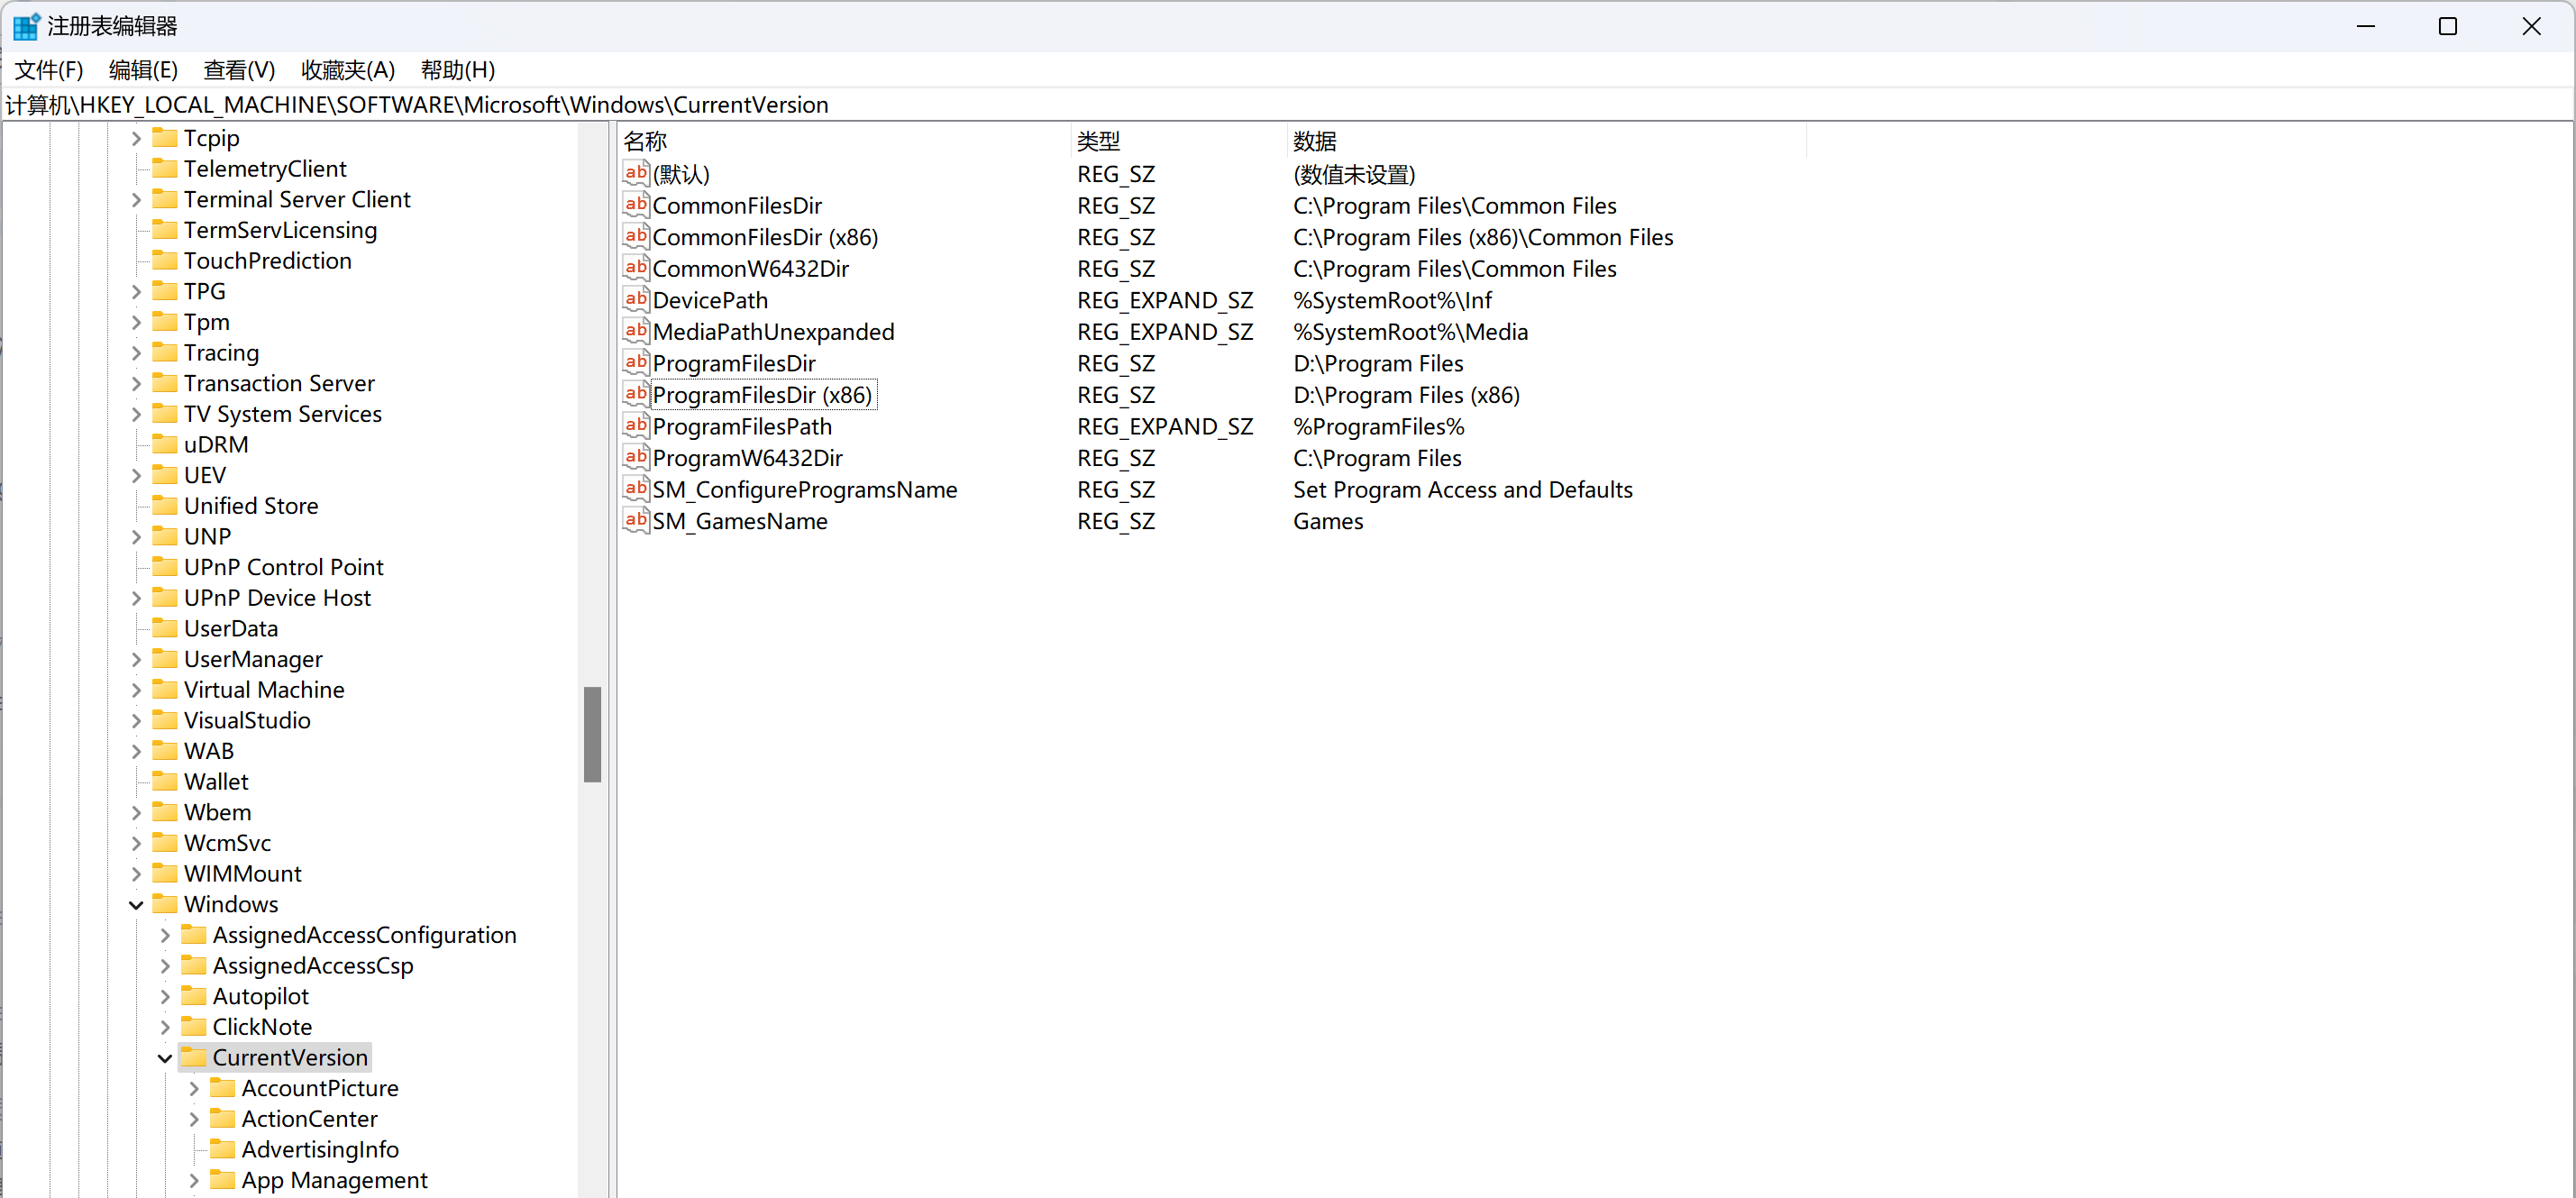 注册表编辑器
文件(F) 编辑(E) 查看(V) 收藏夹(A) 帮助(H)
计算机\HKEY_LOCAL_MACHINE\SOFTWARE\Microsoft\Windows\CurrentVersion
Tcpip
TelemetryClient
Terminal Server Client
TermServLicensing
TouchPrediction
TPG
Tpm
Tracing
Transaction Server
TV System Services
uDRM
UEV
Unified Store
UNP
UPnP Control Point
UPnP Device Host
UserData
UserManager
Virtual Machine
VisualStudio
WAB
Wallet
Wbem
WcmSvc
WIMMount
Windows
AssignedAccessConfiguration
AssignedAccessCsp
Autopilot
ClickNote
CurrentVersion
AccountPicture
ActionCenter
AdvertisingInfo
App Management
名称 类型 数据
ab (默认) REG_SZ (数值未设置)
ab CommonFilesDir REG_SZ C:\Program Files\Common Files
ab CommonFilesDir (x86) REG_SZ C:\Program Files (x86)\Common Files
ab CommonW6432Dir REG_SZ C:\Program Files\Common Files
ab DevicePath REG_EXPAND_SZ %SystemRoot%\Inf
ab MediaPathUnexpanded REG_EXPAND_SZ %SystemRoot%\Media
ab ProgramFilesDir REG_SZ D:\Program Files
ab ProgramFilesDir (x86) REG_SZ D:\Program Files (x86)
ab ProgramFilesPath REG_EXPAND_SZ %ProgramFiles%
ab ProgramW6432Dir REG_SZ C:\Program Files
ab SM_ConfigureProgramsName REG_SZ Set Program Access and Defaults
ab SM_GamesName REG_SZ Games